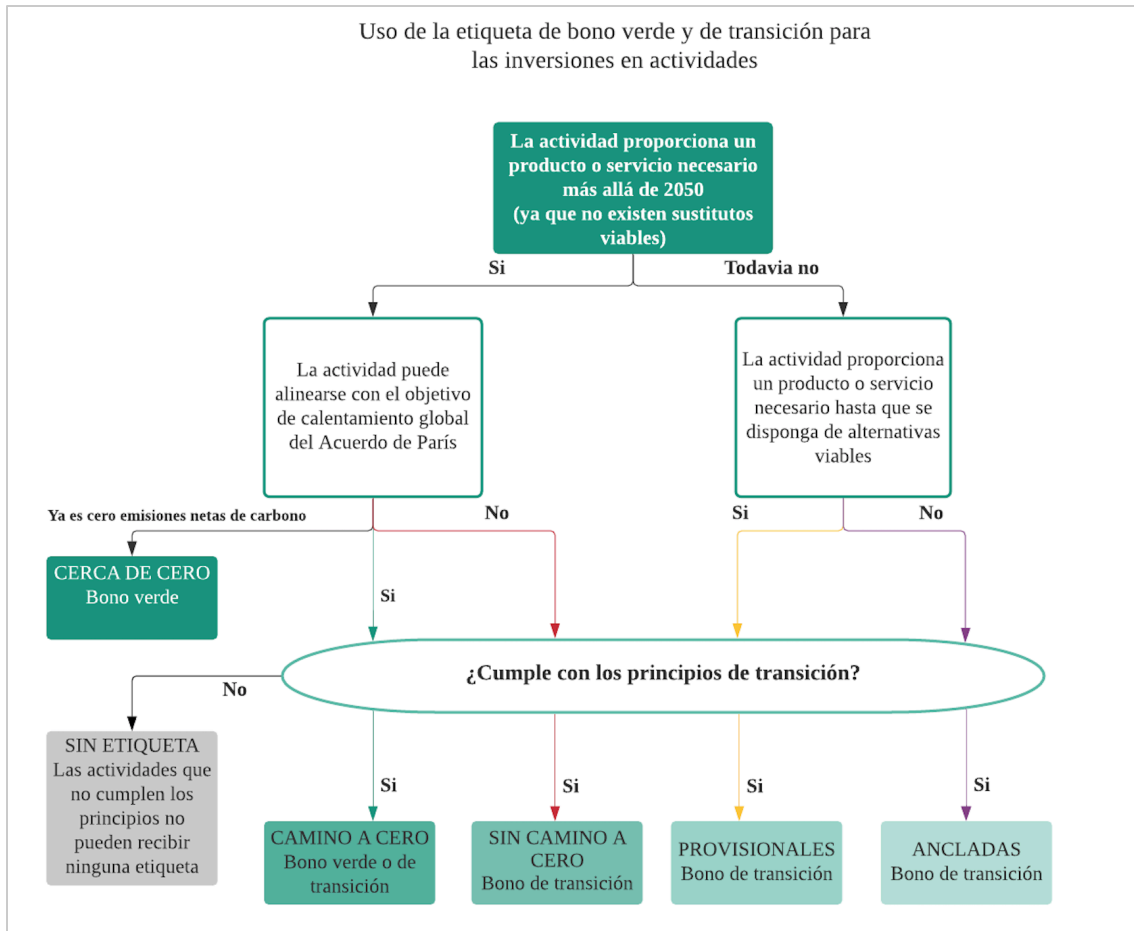 Uso de la etiqueta de bono verde y de transición para
las inversiones en actividades
La actividad proporciona un
producto o servicio necesario
más allá de 2050
(ya que no existen sustitutos
viables)
Si
Todavia no
La actividad puede
alinearse con el objetivo
de calentamiento global
del Acuerdo de París
La actividad proporciona
un producto o servicio
necesario hasta que se
disponga de alternativas
viables
Ya es cero emisiones netas de carbono
No
Si
No
CERCA DE CERO
Bono verde
Si
¿Cumple con los principios de transición?
No
SIN ETIQUETA
Las actividades que
no cumplen los
principios no
pueden recibir
ninguna etiqueta
Si
Si
Si
Si
CAMINO A CERO
Bono verde o de
transición
SIN CAMINO A
CERO
Bono de transición
PROVISIONALES
Bono de transición
ANCLADAS
Bono de transición